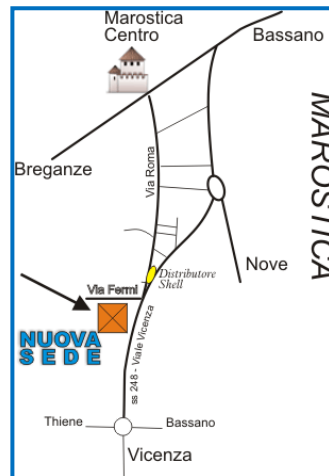 Marostica
Centro
Bassano
MAROSTICA
Breganze
Via Roma
Nove
Distributore
Shell
Via Fermi
NUOVA
SEDE
ss 248 - Viale Vicenza
Thiene
Bassano
Vicenza